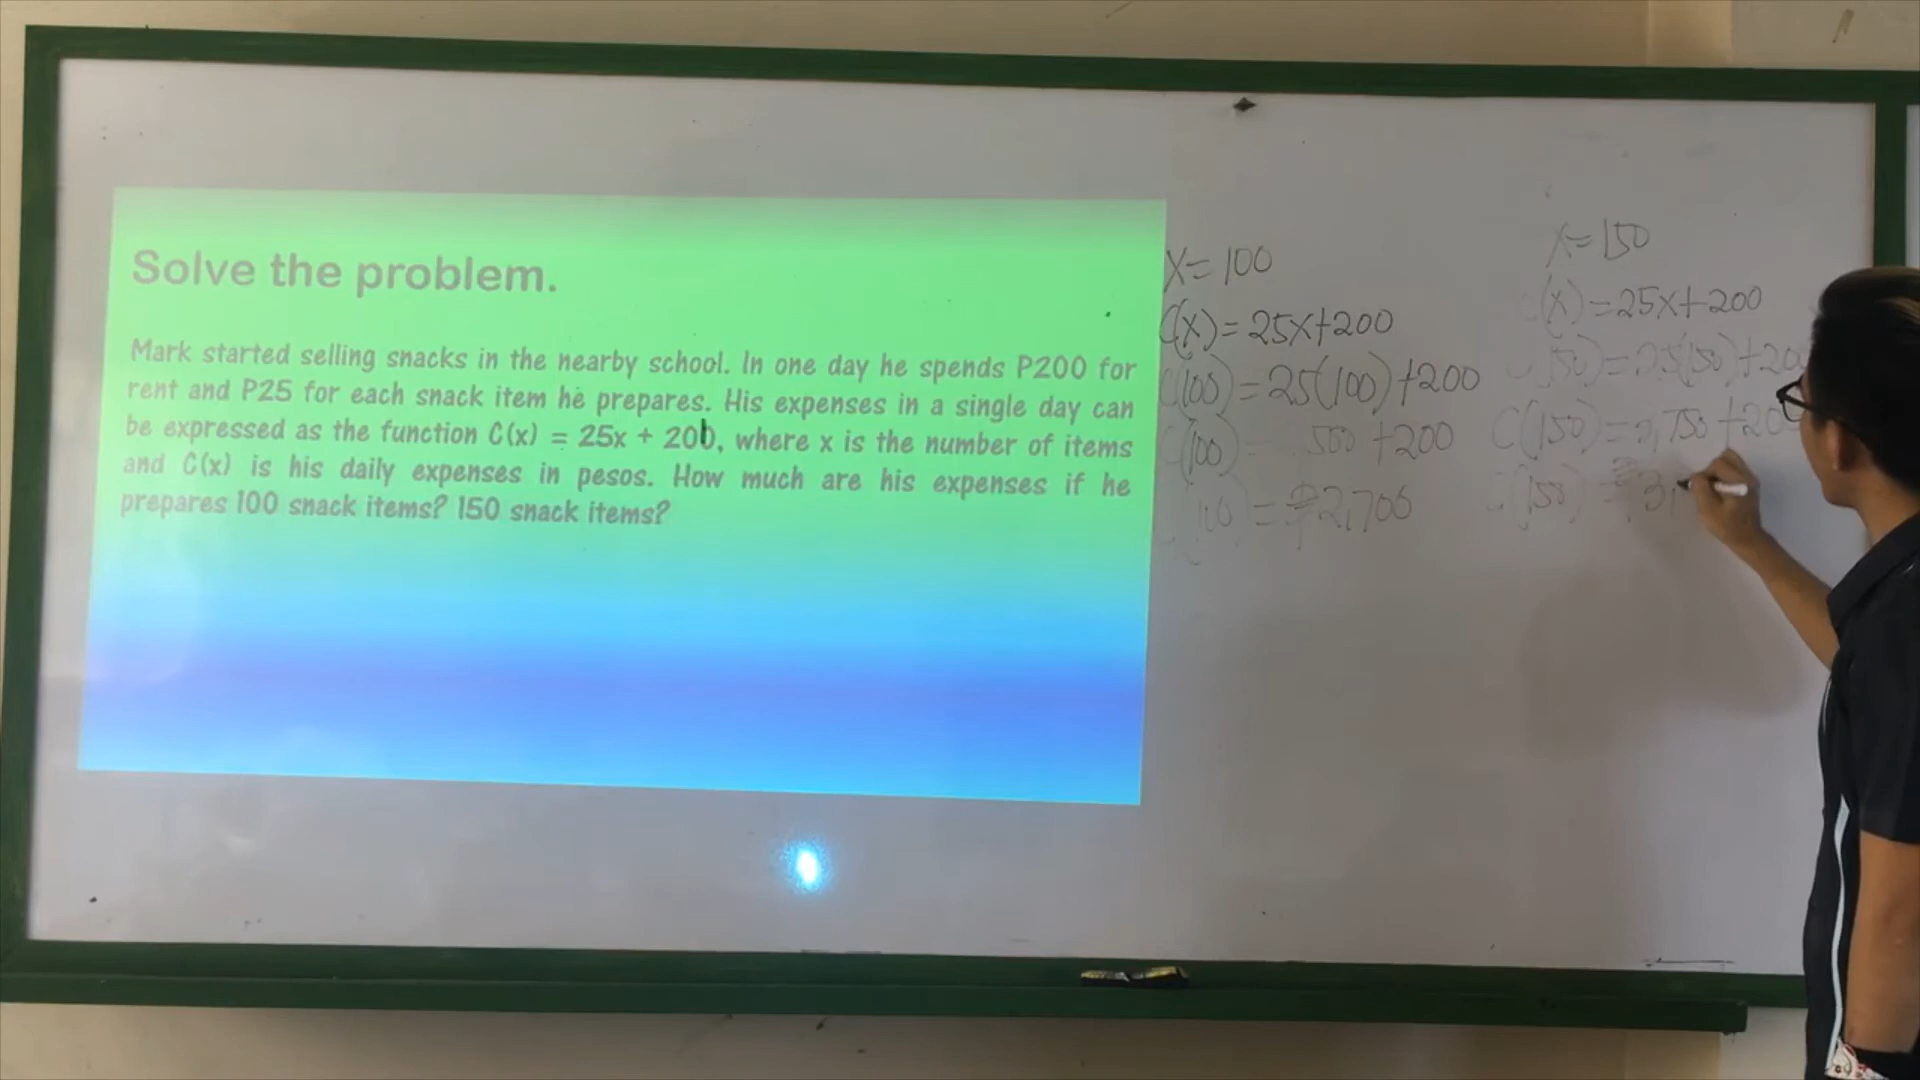 Solve the problem.
Mark started selling snacks in the nearby school. In one day he spends P200 for
rent and P25 for each snack item he prepares. His expenses in a single day can
be expressed as the function C(x) = 25x + 200, where x is the number of items
and C(x) is his daily expenses in pesos. How much are his expenses if he
prepares 100 snack items? 150 snack items?
X=100
C(x)=25x+200
C(100)=25(100)+200
C(100) 500 +200
(100 = ₱2,700
X=150
(x)=25x+200
150)=25(150)+200
C(150)= ,750+200
(150) = 3,